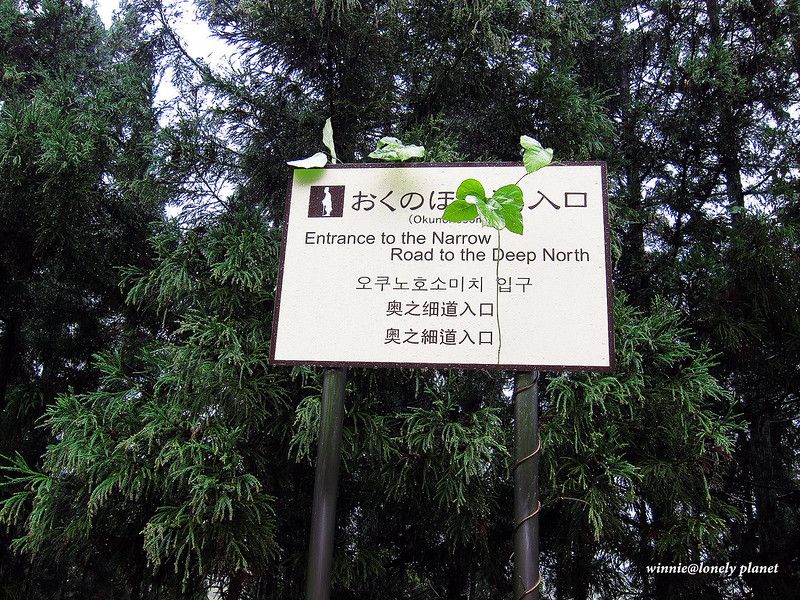 おくのほ 入口
Entrance to the Narrow
Road to the Deep North
오쿠노호소미치 입구
奥之细道入口
奧之細道入口
winnie@lonely planet